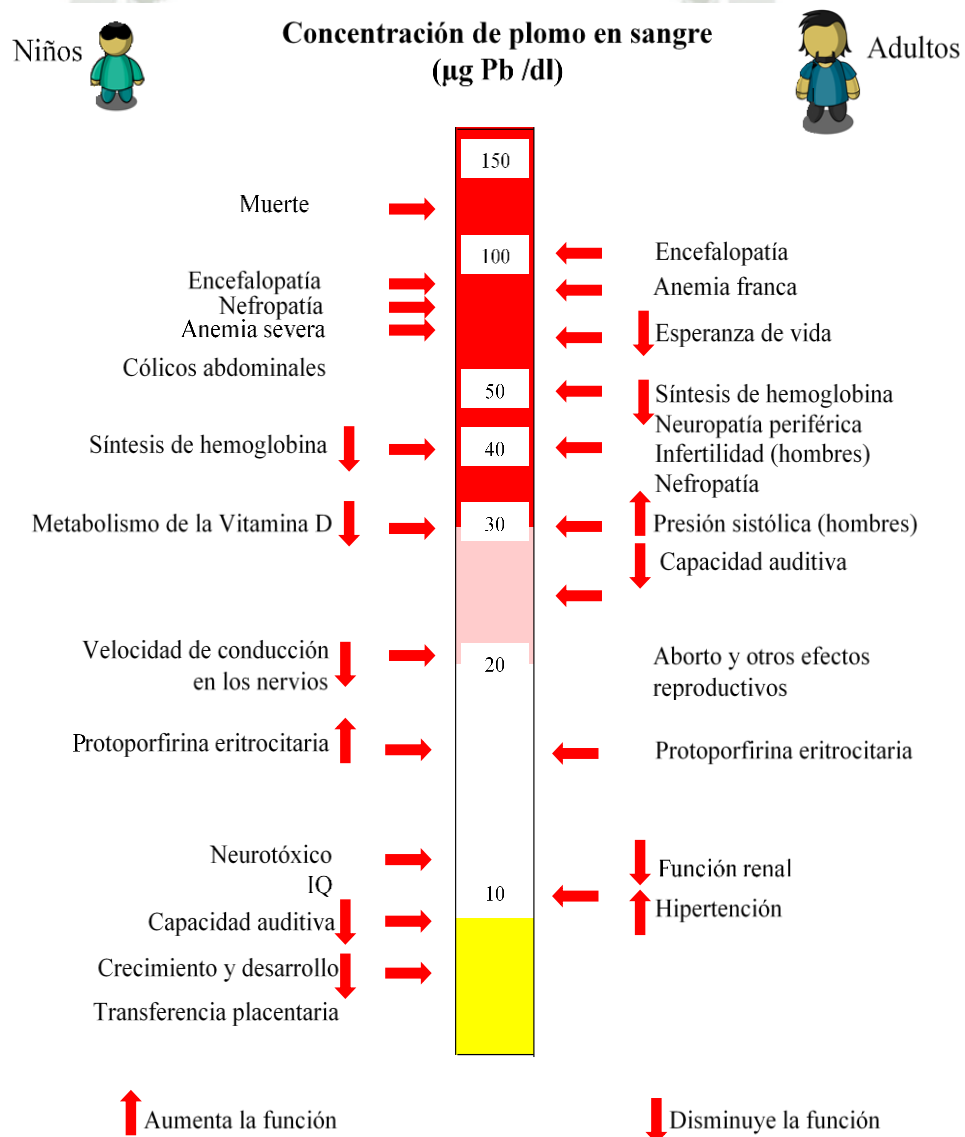 Niños
Concentración de plomo en sangre
(µg Pb /dl)
Adultos
150
Muerte
100
Encefalopatía
Encefalopatía
Anemia franca
Nefropatía
Anemia severa
Esperanza de vida
Cólicos abdominales
50
Síntesis de hemoglobina
Neuropatía periférica
Síntesis de hemoglobina
40
Infertilidad (hombres)
Nefropatía
Metabolismo de la Vitamina D
30
Presión sistólica (hombres)
Capacidad auditiva
Velocidad de conducción
en los nervios
20
Aborto y otros efectos
reproductivos
Protoporfirina eritrocitaria
Protoporfirina eritrocitaria
Neurotóxico
IQ
10
Función renal
Hipertención
Capacidad auditiva
Crecimiento y desarrollo
Transferencia placentaria
Aumenta la función
Disminuye la función